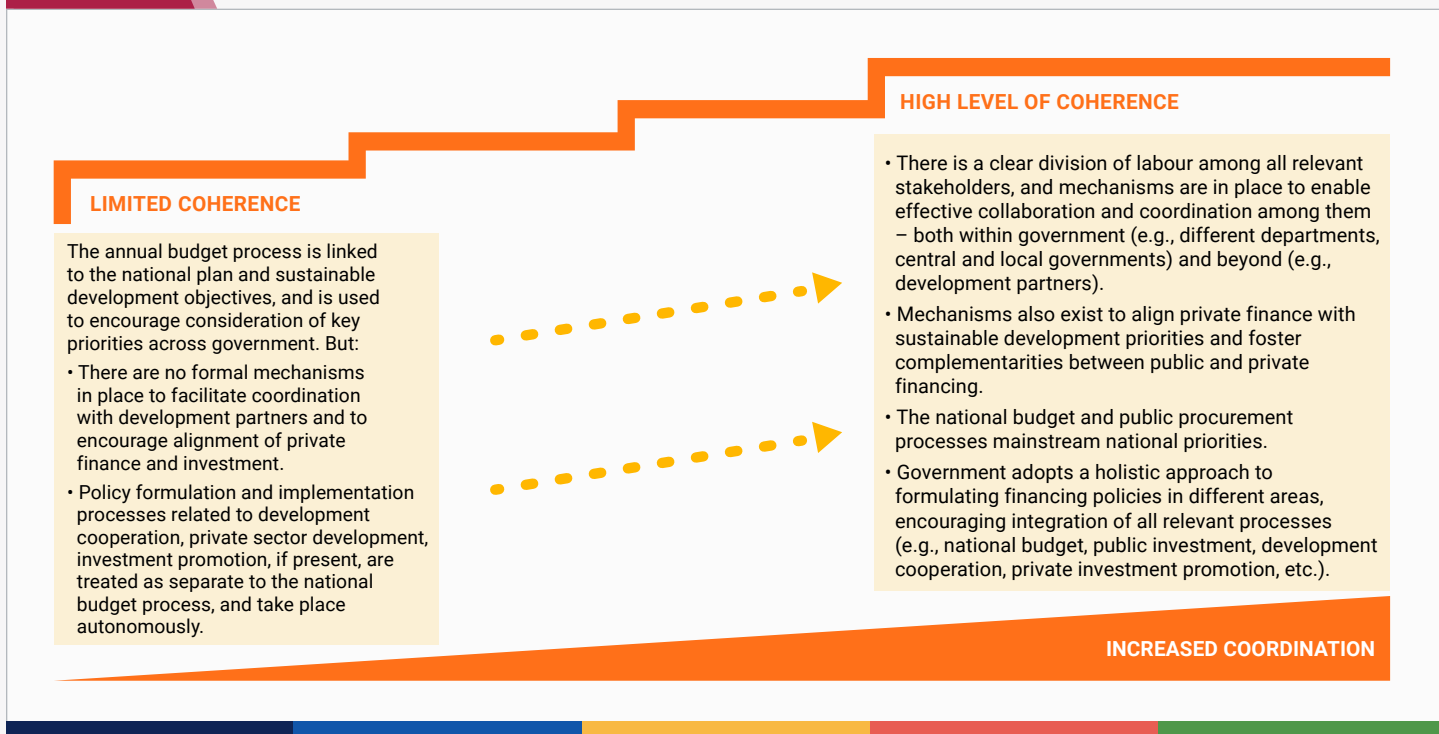 LIMITED COHERENCE
The annual budget process is linked
to the national plan and sustainable
development objectives, and is used
to encourage consideration of key
priorities across government. But:
• There are no formal mechanisms
in place to facilitate coordination
with development partners and to
encourage alignment of private
finance and investment.
• Policy formulation and implementation
processes related to development
cooperation, private sector development,
investment promotion, if present, are
treated as separate to the national
budget process, and take place
autonomously.
HIGH LEVEL OF COHERENCE
• There is a clear division of labour among all relevant
stakeholders, and mechanisms are in place to enable
effective collaboration and coordination among them
– both within government (e.g., different departments,
central and local governments) and beyond (e.g.,
development partners).
• Mechanisms also exist to align private finance with
sustainable development priorities and foster
complementarities between public and private
financing.
• The national budget and public procurement
processes mainstream national priorities.
• Government adopts a holistic approach to
formulating financing policies in different areas,
encouraging integration of all relevant processes
(e.g., national budget, public investment, development
cooperation, private investment promotion, etc.).
INCREASED COORDINATION